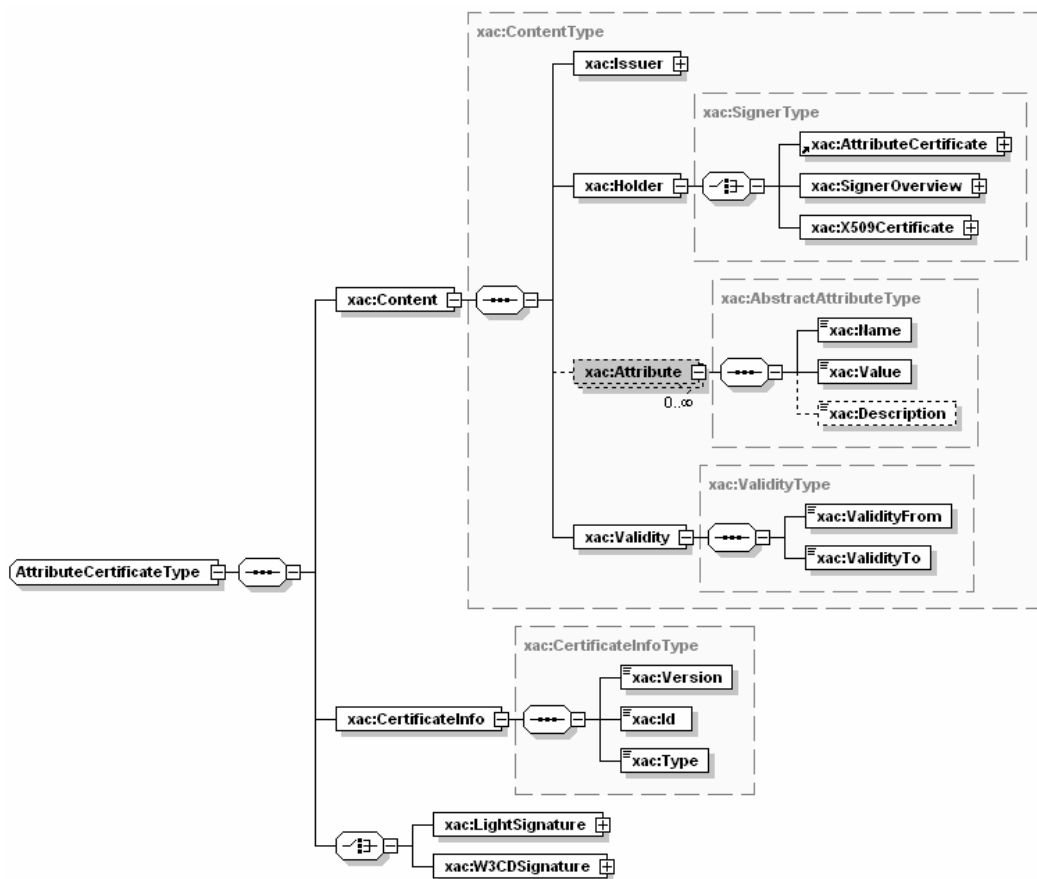 xac:ContentType
xac:Issuer
xac:SignerType
xac:AttributeCertificate
xac:Holder
xac:SignerOverview
xac:X509Certificate
xac:Content
xac:AbstractAttributeType
xac:Name
xac:Attribute
xac:Value
0..∞
xac:Description
xac:ValidityType
xac:ValidityFrom
xac:Validity
xac:ValidityTo
AttributeCertificateType
xac:CertificateInfoType
xac:Version
xac:CertificateInfo
xac:Id
xac:Type
xac:LightSignature
xac:W3CDSignature